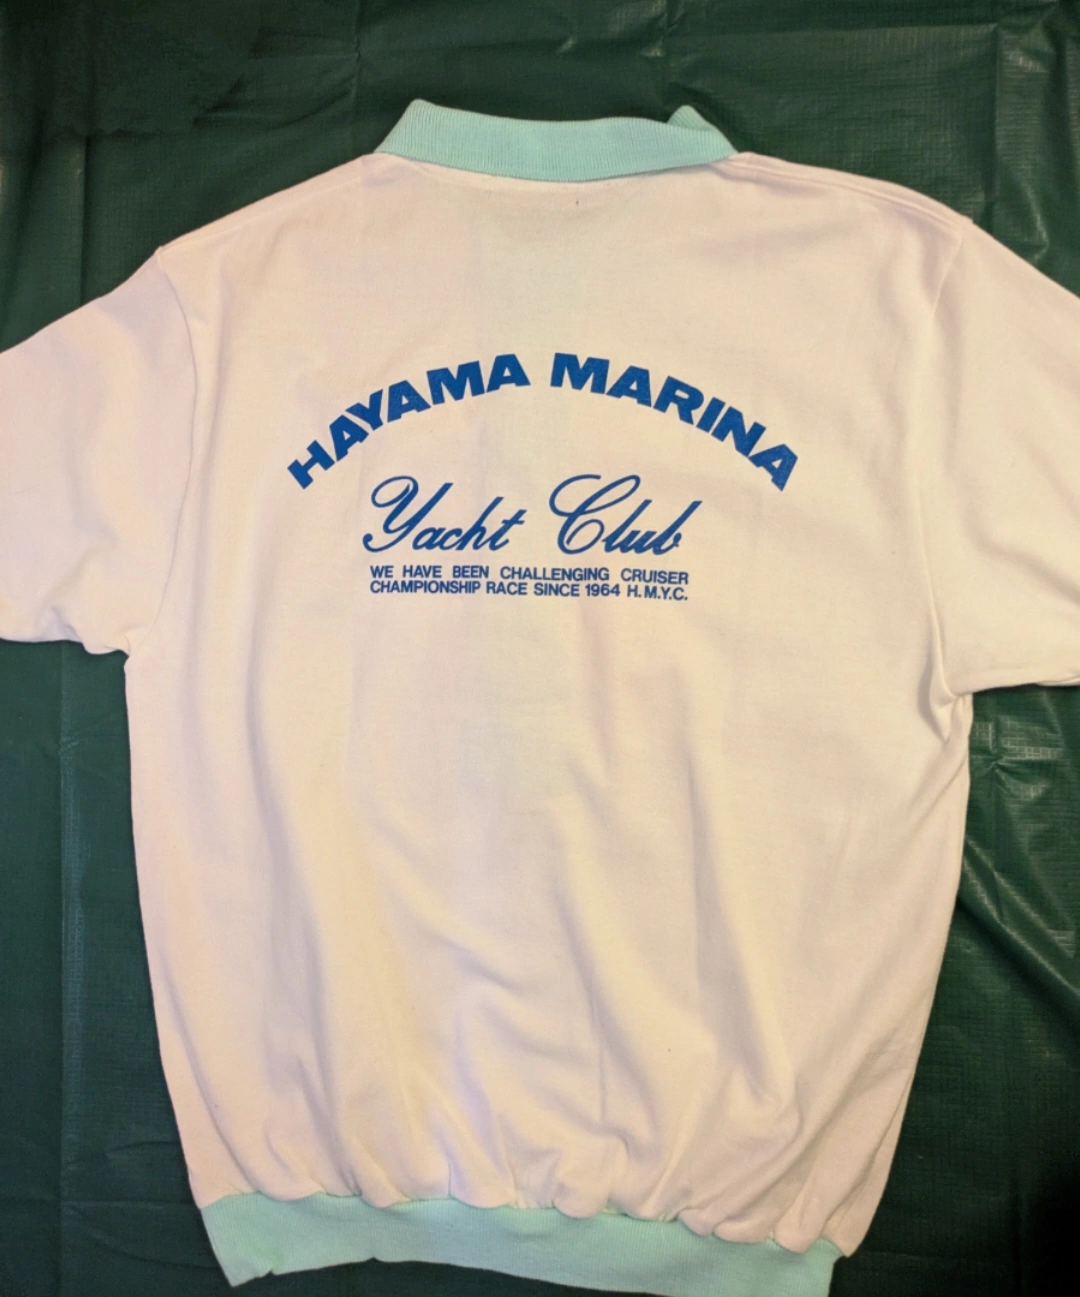 HAYAMA MARINA
Yacht Club
WE HAVE BEEN CHALLENGING CRUISER
CHAMPIONSHIP RACE SINCE 1964 H.M.Y.C.